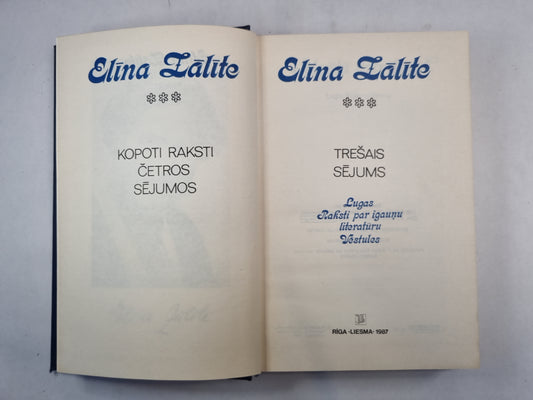 Elīna Zālīte
***
KOPOTI RAKSTI
ČETROS
SĒJUMOS
Elīna Zālīte
***
TREŠAIS
SĒJUMS
Lugas
Raksti par igauņu
literatūru
Vēstules
RĪGA «LIESMA» 1987